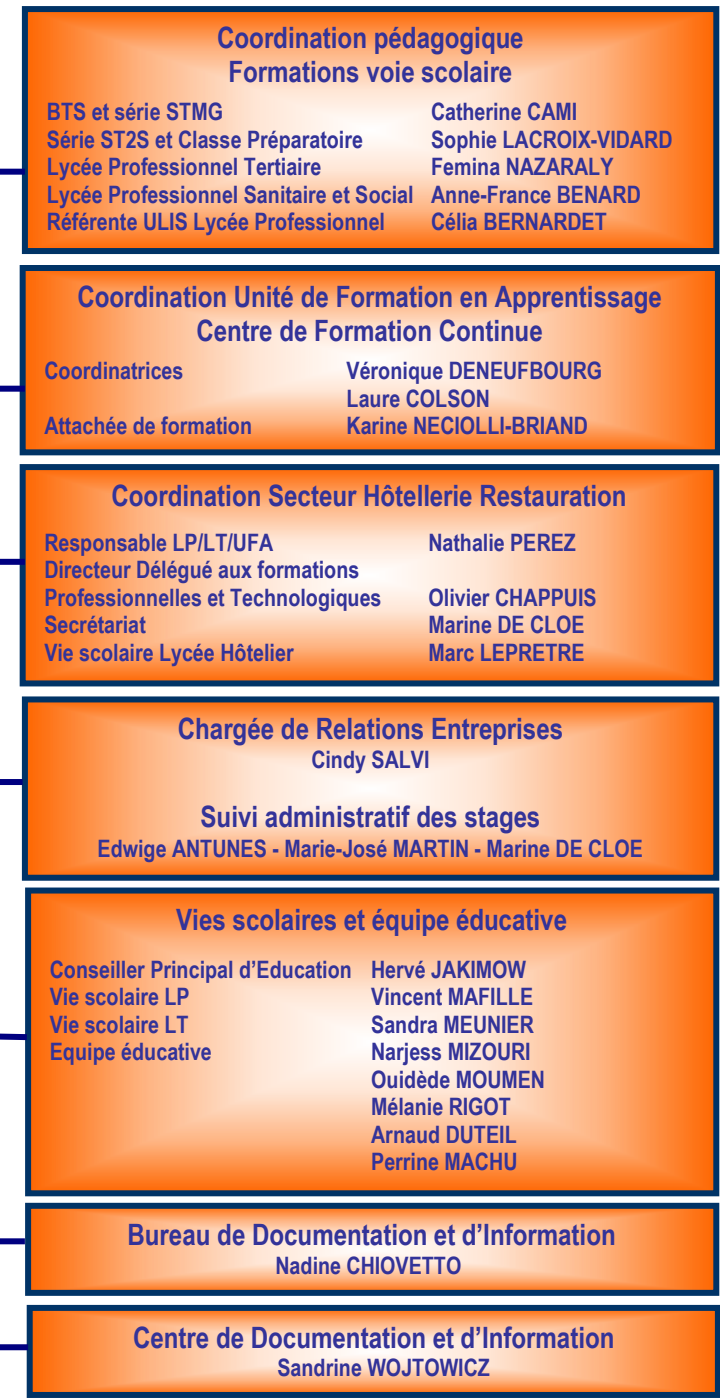 Coordination pédagogique
Formations voie scolaire
BTS et série STMG Catherine CAMI
Série ST2S et Classe Préparatoire Sophie LACROIX-VIDARD
Lycée Professionnel Tertiaire Femina NAZARALY
Lycée Professionnel Sanitaire et Social Anne-France BENARD
Référente ULIS Lycée Professionnel Célia BERNARDET
Coordination Unité de Formation en Apprentissage
Centre de Formation Continue
Coordinatrices Véronique DENEUFBOURG
Laure COLSON
Attachée de formation Karine NECIOLLI-BRIAND
Coordination Secteur Hôtellerie Restauration
Responsable LP/LT/UFA Nathalie PEREZ
Directeur Délégué aux formations
Professionnelles et Technologiques Olivier CHAPPUIS
Secrétariat Marine DE CLOE
Vie scolaire Lycée Hôtelier Marc LEPRETRE
Chargée de Relations Entreprises
Cindy SALVI
Suivi administratif des stages
Edwige ANTUNES - Marie-José MARTIN - Marine DE CLOE
Vies scolaires et équipe éducative
Conseiller Principal d'Education Hervé JAKIMOW
Vie scolaire LP Vincent MAFILLE
Vie scolaire LT Sandra MEUNIER
Equipe éducative Narjess MIZOURI
Ouidède MOUMEN
Mélanie RIGOT
Arnaud DUTEIL
Perrine MACHU
Bureau de Documentation et d'Information
Nadine CHIOVETTO
Centre de Documentation et d'Information
Sandrine WOJTOWICZ